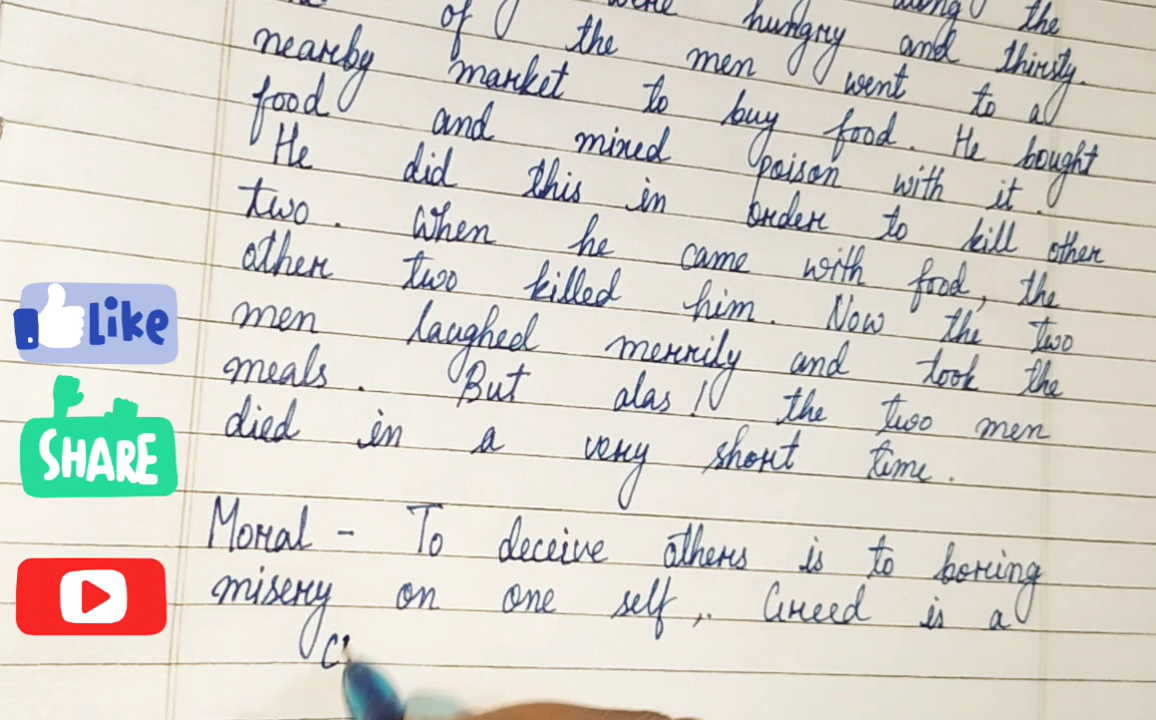 along the
were hungry and thirsty.
of the men went to a
nearby market to buy food. He bought
food and mixed poison with it.
He did this in order to kill other
two. When he came with food, the
other two killed him. Now the two
men laughed merrily and took the
meals. But alas! the two men
died in a very short time.
Moral - To deceive others is to boring
misery on one self,. Greed is a
Like
SHARE